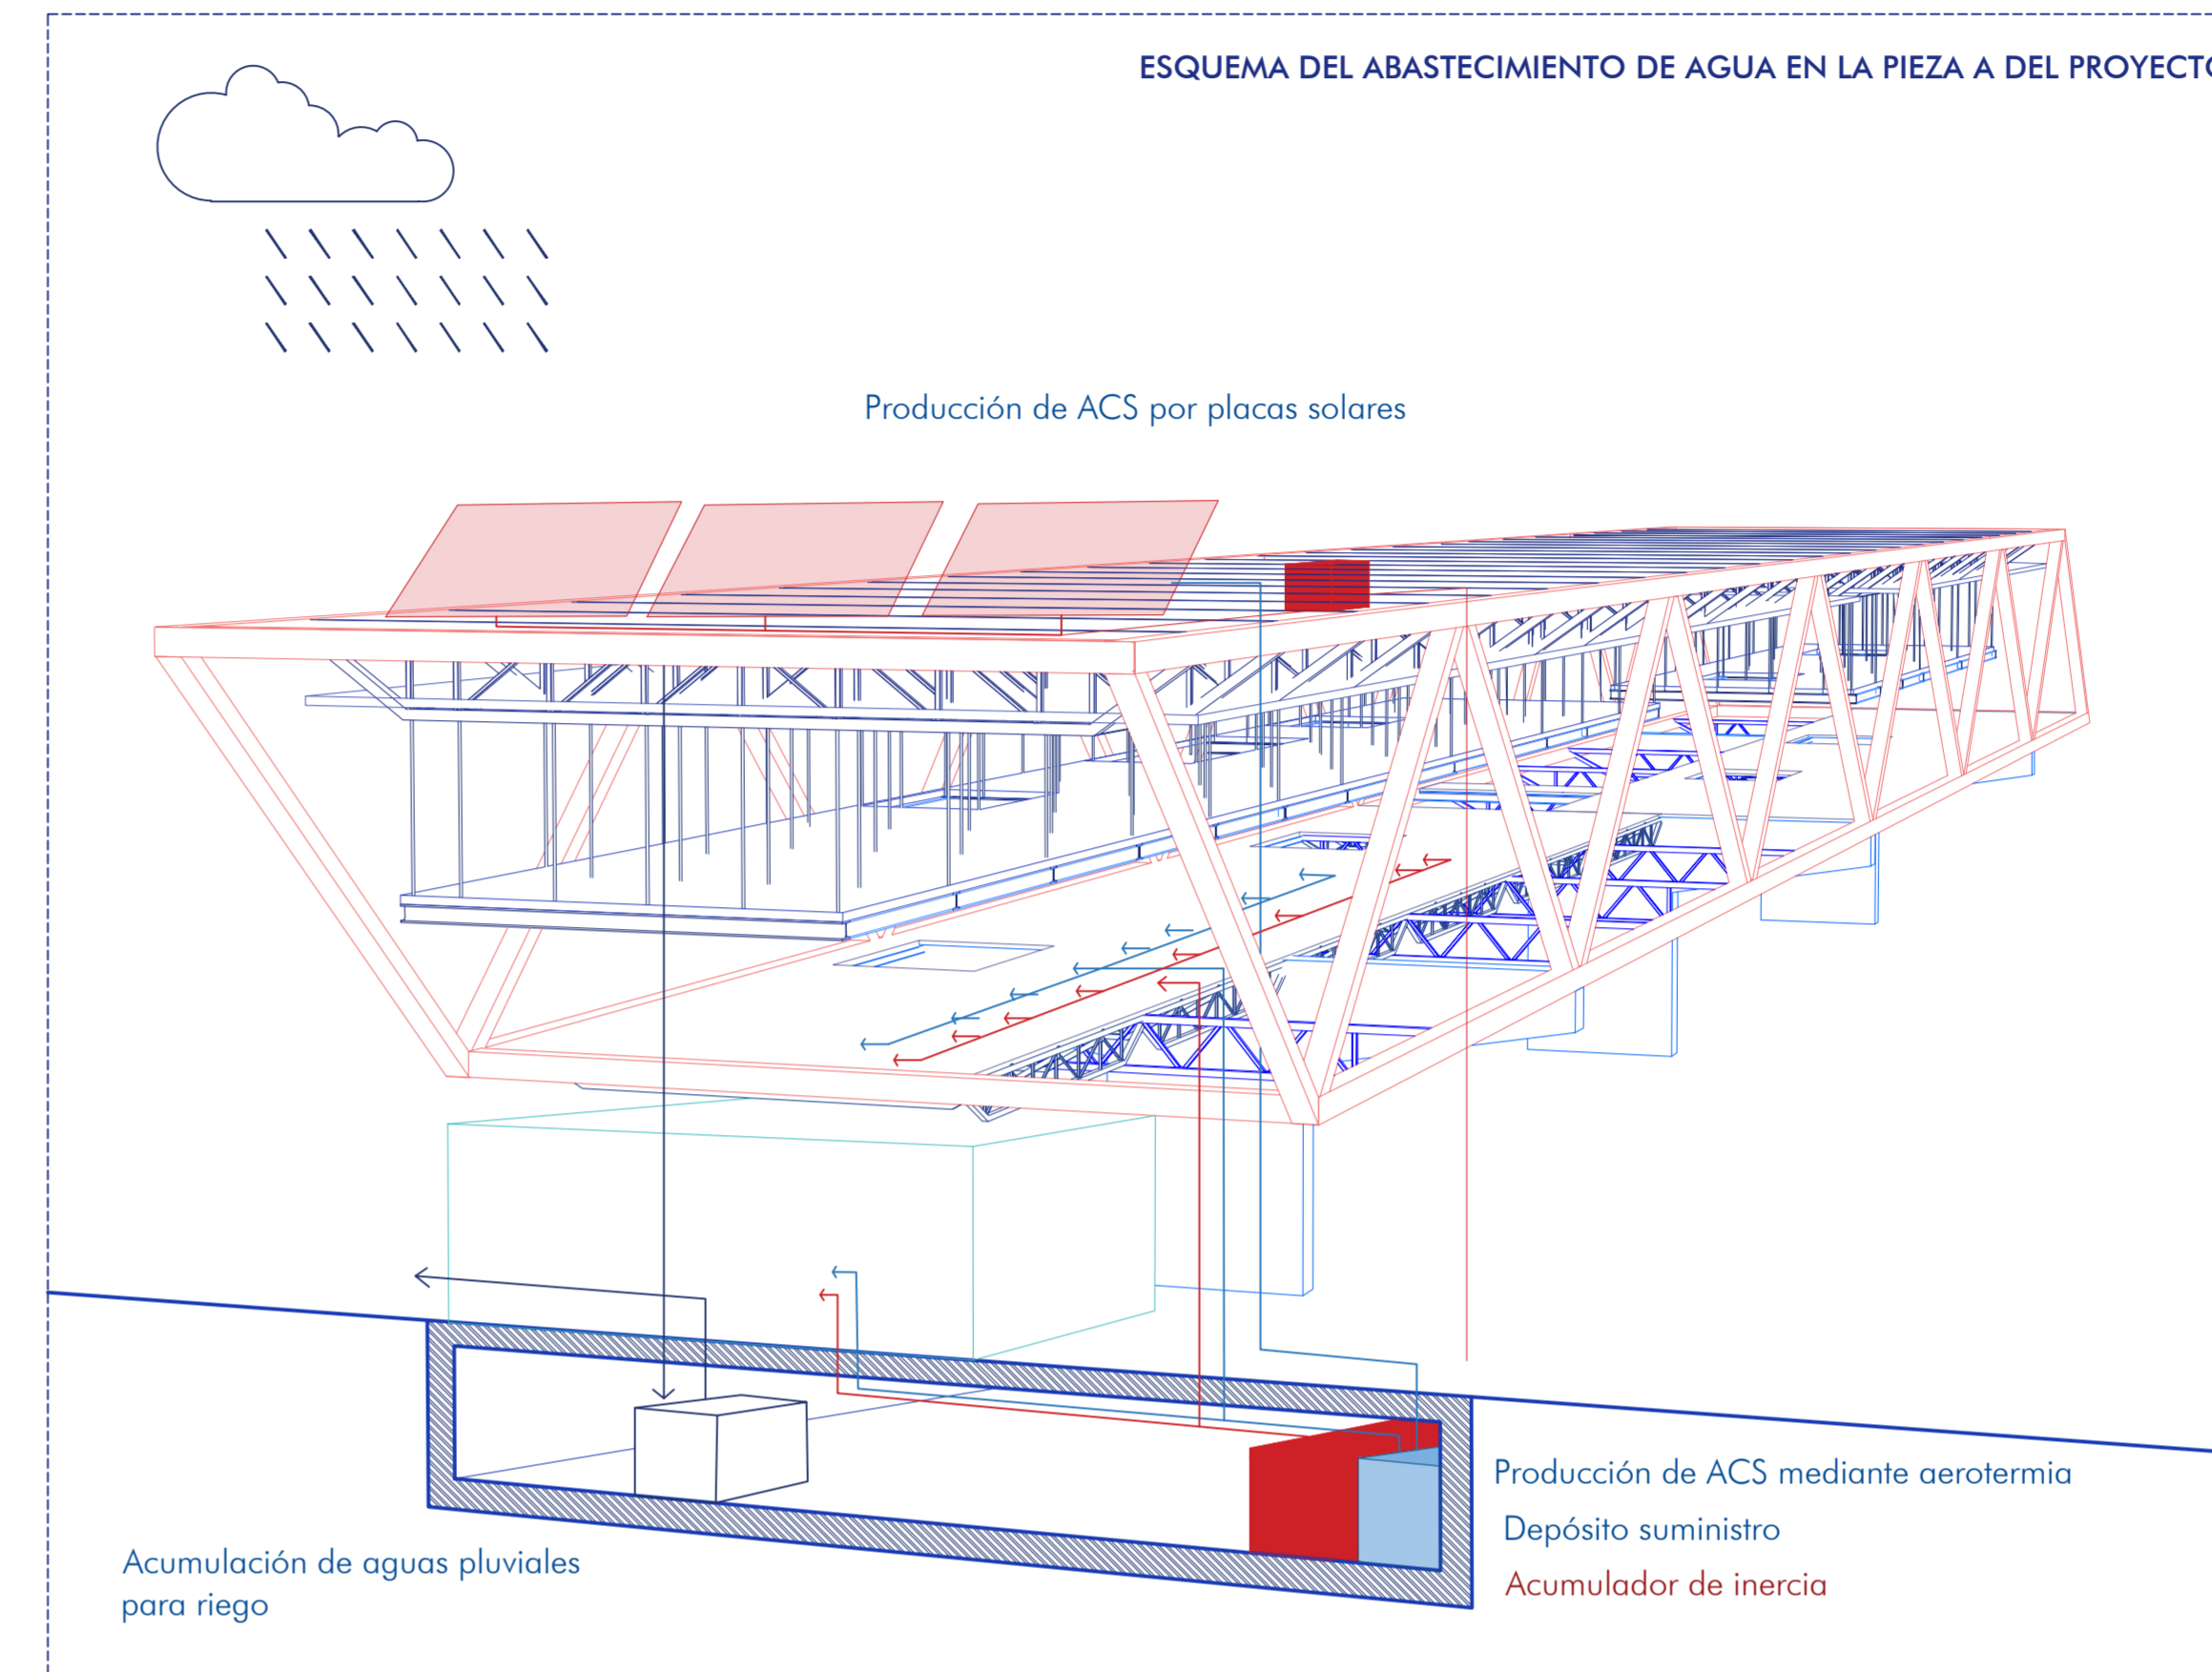 ESQUEMA DEL ABASTECIMIENTO DE AGUA EN LA PIEZA A DEL PROYECTO
Producción de ACS por placas solares
Producción de ACS mediante aerotermia
Depósito suministro
Acumulador de inercia
Acumulación de aguas pluviales
para riego